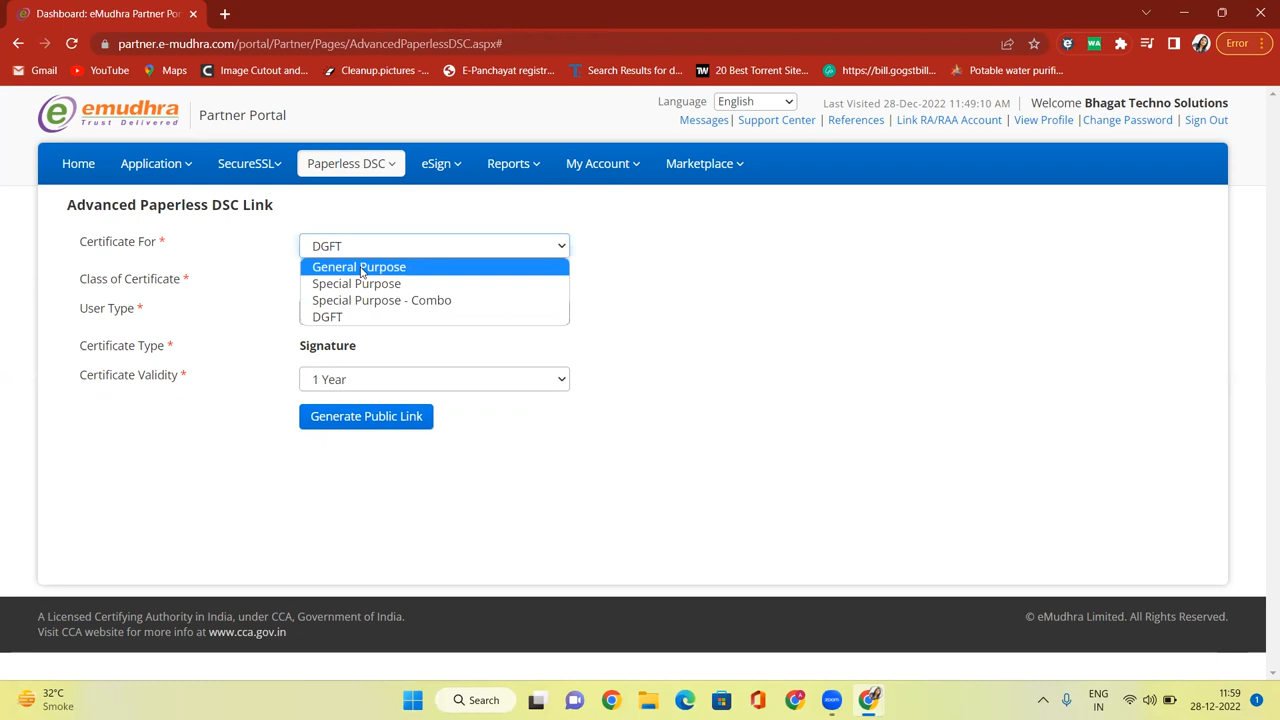 Dashboard: eMudhra Partner Por
partner.e-mudhra.com/portal/Partner/Pages/AdvancedPaperlessDSC.aspx#
Error
Gmail
YouTube
Maps
Image Cutout and...
Cleanup.pictures -...
E-Panchayat registr...
Search Results for d...
20 Best Torrent Site...
https://bill.gogstbill...
Potable water purifi...
emudhra
Trust Delivered
Partner Portal
Language English
Last Visited 28-Dec-2022 11:49:10 AM
Welcome Bhagat Techno Solutions
Messages| Support Center | References | Link RA/RAA Account | View Profile |Change Password | Sign Out
Home Application SecureSSL Paperless DSC eSign Reports My Account Marketplace
Advanced Paperless DSC Link
Certificate For * DGFT
General Purpose
Class of Certificate *
Special Purpose
Special Purpose - Combo
User Type *
DGFT
Certificate Type * Signature
Certificate Validity * 1 Year
Generate Public Link
A Licensed Certifying Authority in India, under CCA, Government of India.
Visit CCA website for more info at www.cca.gov.in
© eMudhra Limited. All Rights Reserved.
32°C
Smoke
Search
ENG
IN
11:59
28-12-2022
1